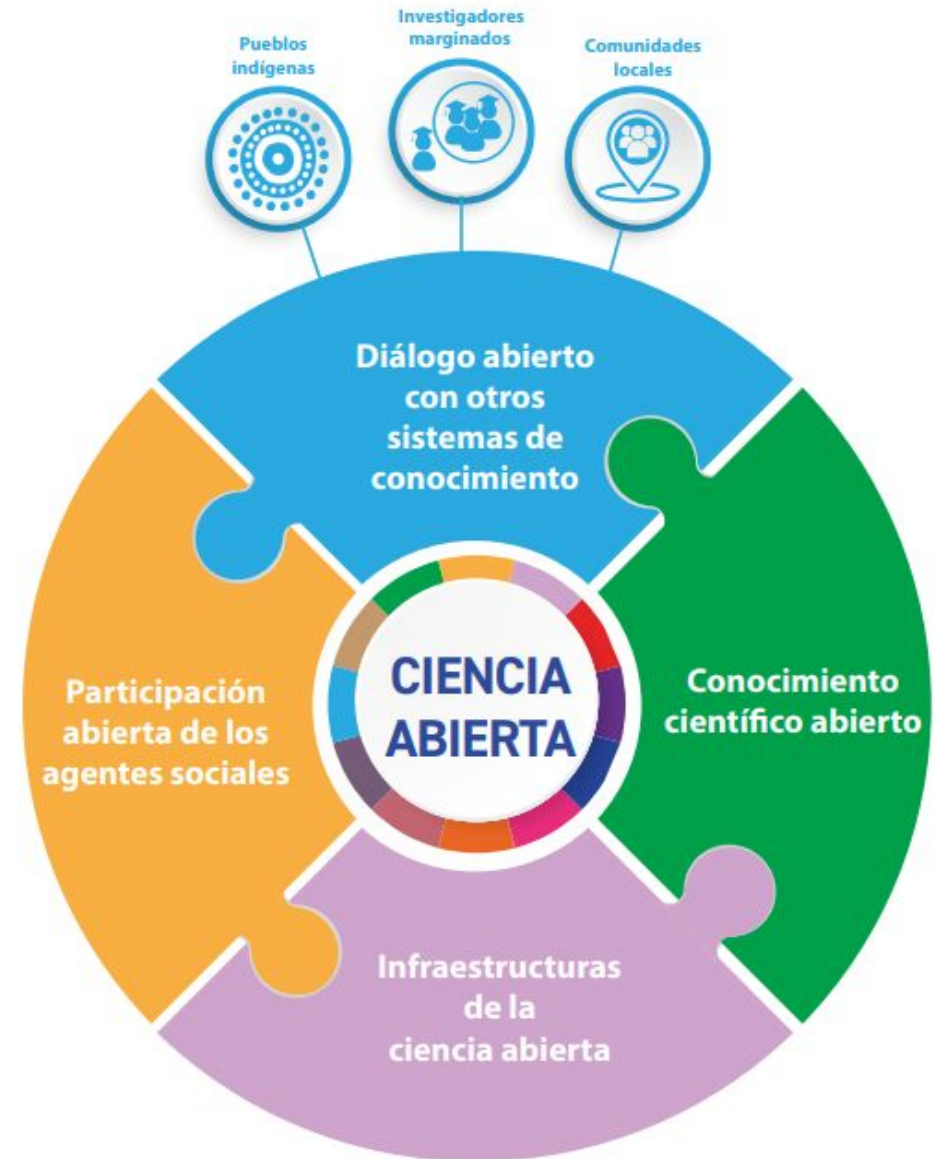 Pueblos
indígenas
Investigadores
marginados
Comunidades
locales
Diálogo abierto
con otros
sistemas de
conocimiento
Participación
abierta de los
agentes sociales
CIENCIA
ABIERTA
Conocimiento
científico abierto
Infraestructuras
de la
ciencia abierta